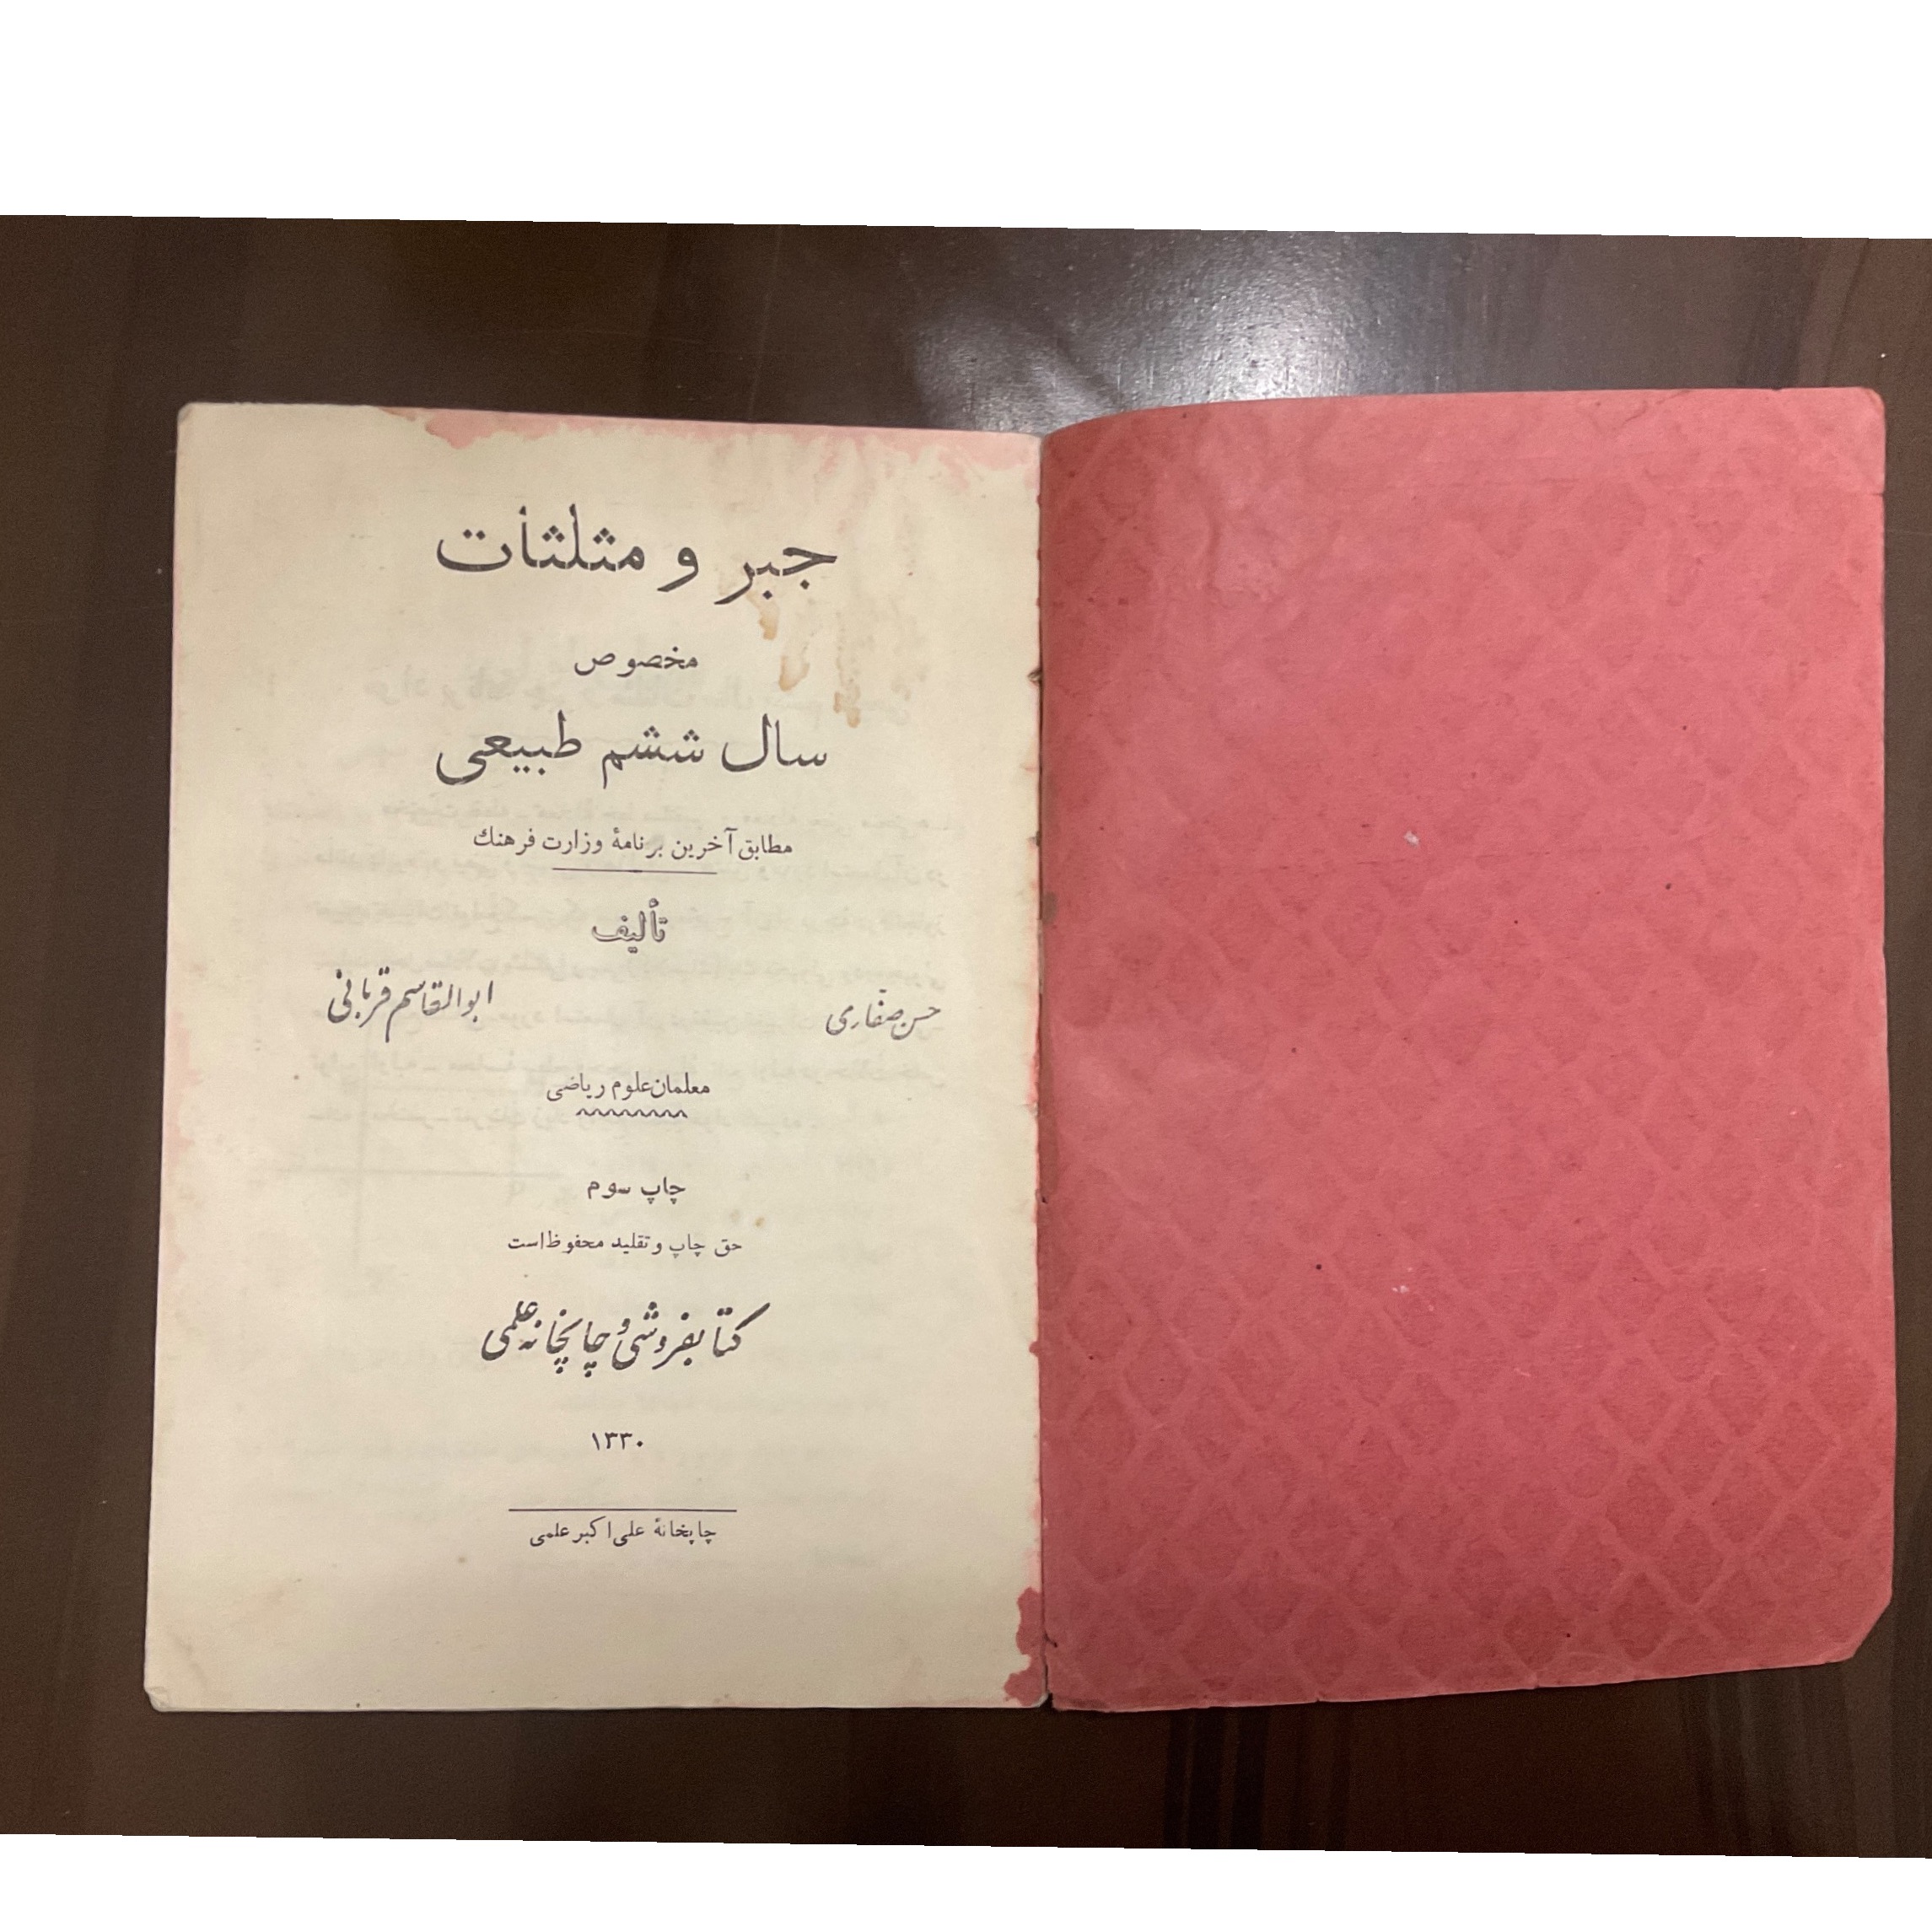 جبر و مثلثات
مخصوص
سال ششم طبیعی
مطابق آخرین برنامهٔ وزارت فرهنك
تألیف
حسن صفاری ابوالقاسم قربانی
معلمان علوم ریاضی
چاپ سوم
حق چاپ و تقلید محفوظ است
کتابفروشی و چاپخانه علمی
۱۳۳۰
چاپخانهٔ علی اکبر علمی